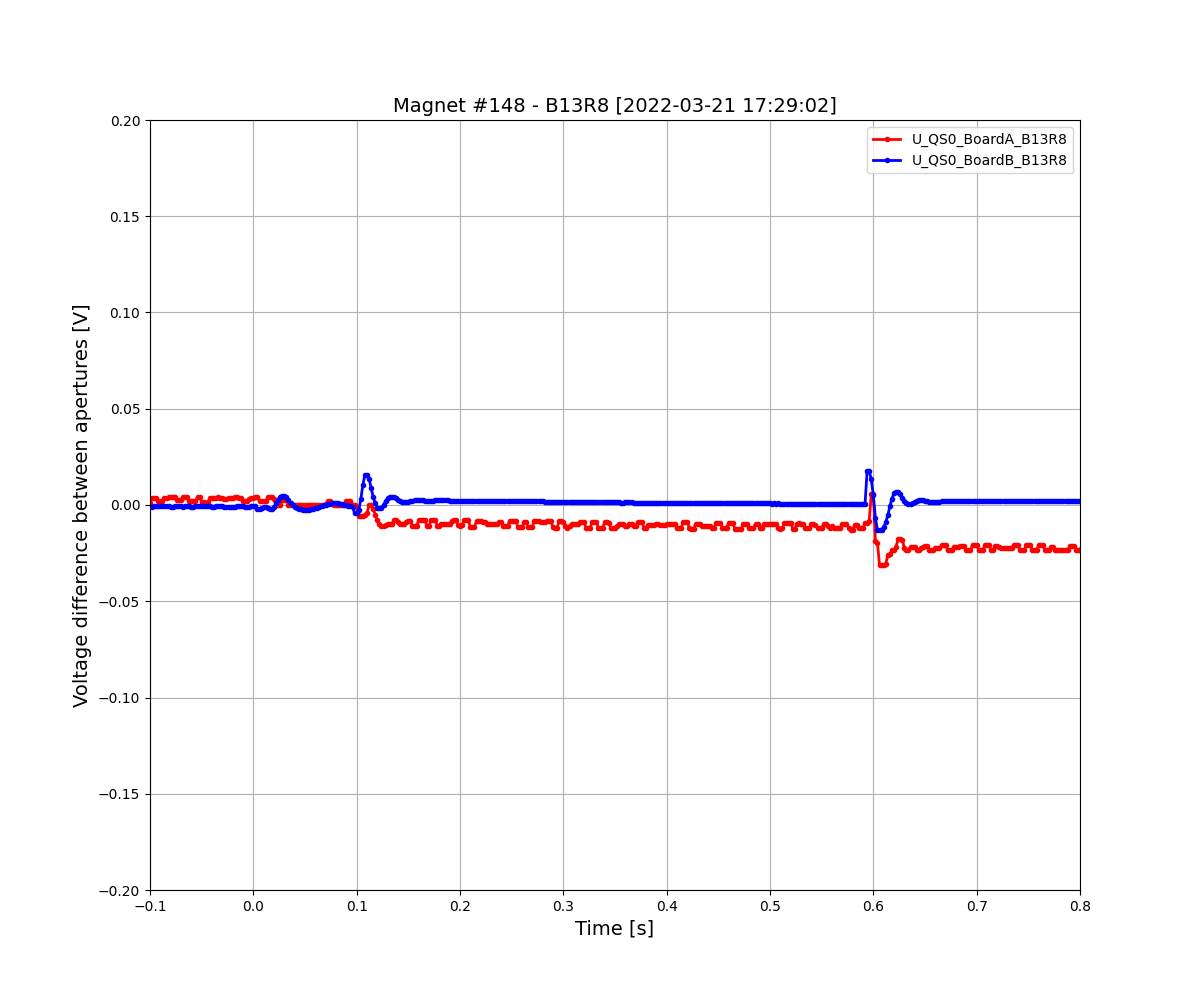 Magnet #148 - B13R8 [2022-03-21 17:29:02]
U_QS0_BoardA_B13R8
U_QS0_BoardB_B13R8
Voltage difference between apertures [V]
0.20
0.15
0.10
0.05
0.00
−0.05
−0.10
−0.15
−0.20
−0.1 0.0 0.1 0.2 0.3 0.4 0.5 0.6 0.7 0.8
Time [s]